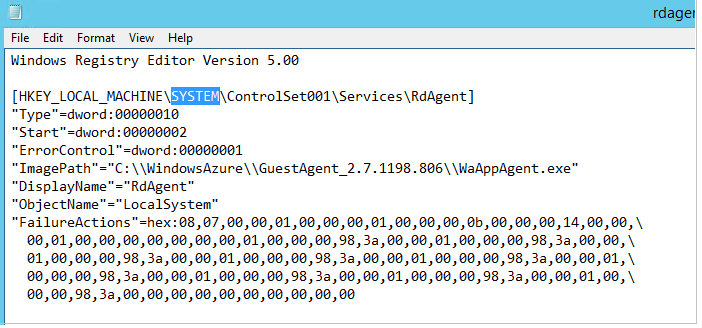 rdager
File Edit Format View Help
Windows Registry Editor Version 5.00
[HKEY_LOCAL_MACHINE\SYSTEM\ControlSet001\Services\RdAgent]
"Type"=dword:00000010
"Start"=dword:00000002
"ErrorControl"=dword:00000001
"ImagePath"="C:\\WindowsAzure\\GuestAgent_2.7.1198.806\\WaAppAgent.exe"
"DisplayName"="RdAgent"
"ObjectName"="LocalSystem"
"FailureActions"=hex:08,07,00,00,01,00,00,00,01,00,00,00,0b,00,00,00,14,00,00,\
00,01,00,00,00,00,00,00,00,01,00,00,00,98,3a,00,00,01,00,00,00,98,3a,00,00,\
01,00,00,00,98,3a,00,00,01,00,00,00,98,3a,00,00,01,00,00,00,98,3a,00,00,01,\
00,00,00,98,3a,00,00,01,00,00,00,98,3a,00,00,01,00,00,00,98,3a,00,00,01,00,\
00,00,98,3a,00,00,00,00,00,00,00,00,00,00